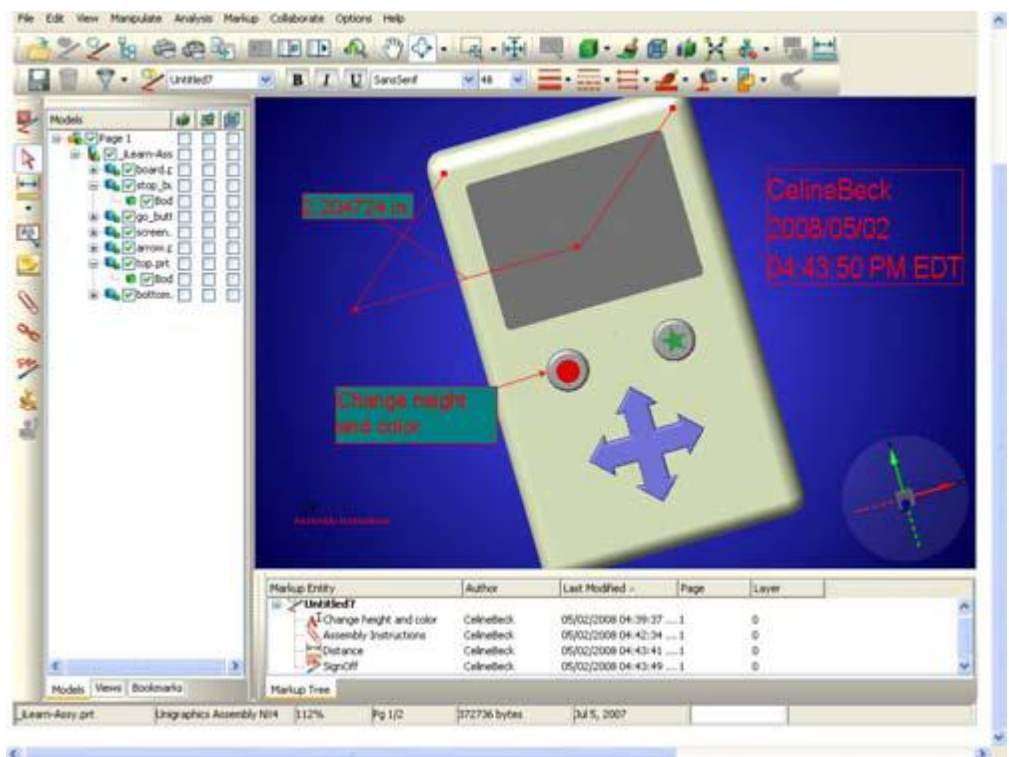 File Edit View Manipulate Analysis Markup Collaborate Options Help
Untitled7 B I U SansSerif 48
Models
Page 1
_iLearn-Ass
board.p
stop_bu
Bod
go_butt
screen.
arrow.p
top.prt
Bod
bottom.
2.204724 in
CelineBeck
2008/05/02
04:43:50 PM EDT
Change height
and color
Assembly Instructions
Markup Entity Author Last Modified Page Layer
Untitled7
Change height and color CelineBeck 05/02/2008 04:39:37 ... 1 0
Assembly Instructions CelineBeck 05/02/2008 04:42:34 ... 1 0
Distance CelineBeck 05/02/2008 04:43:41 ... 1 0
SignOff CelineBeck 05/02/2008 04:43:49 ... 1 0
Models Views Bookmarks
Markup Tree
_iLearn-Assy.prt Unigraphics Assembly NX4 112% Pg 1/2 372736 bytes Jul 5, 2007